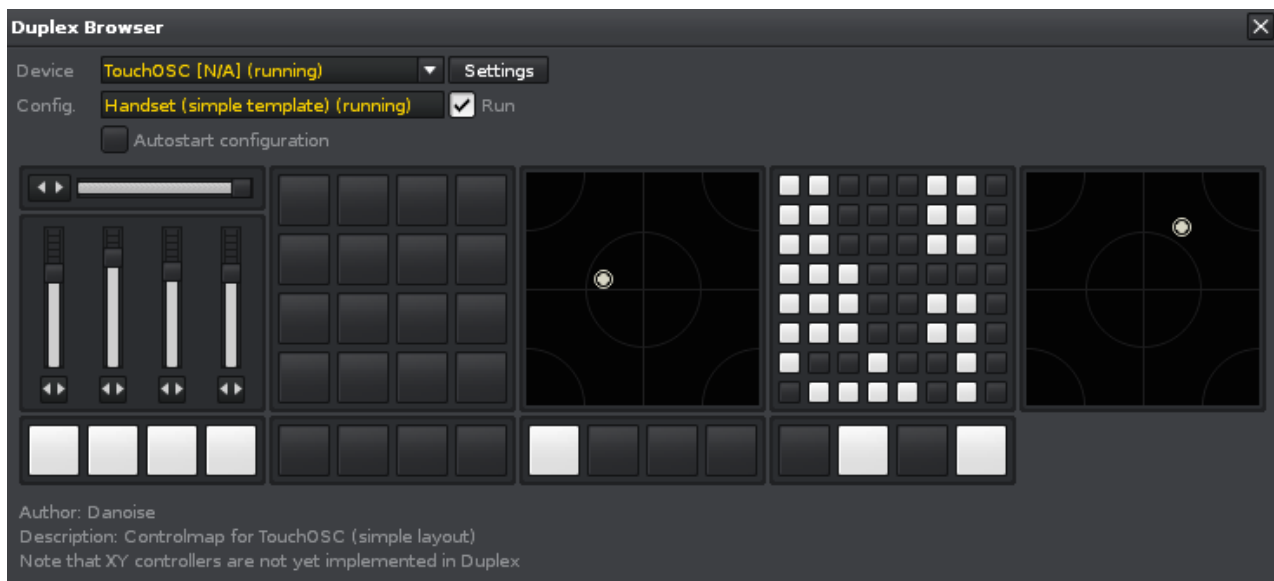 Duplex Browser
Device TouchOSC [N/A] (running) Settings
Config. Handset (simple template) (running) Run
Autostart configuration
Author: Danoise
Description: Controlmap for TouchOSC (simple layout)
Note that XY controllers are not yet implemented in Duplex